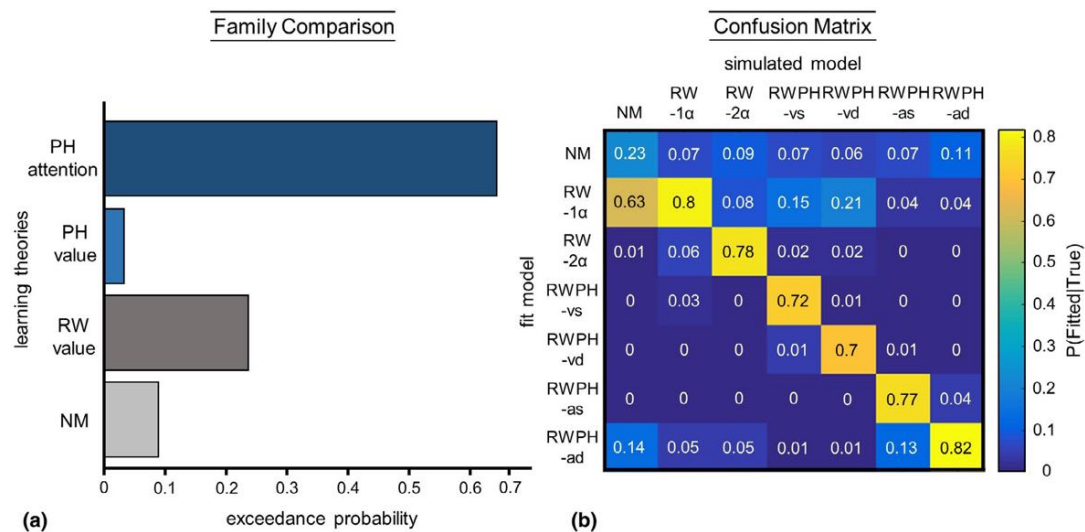 Family Comparison
PH
attention
PH
value
RW
value
NM
learning theories
0 0.1 0.2 0.3 0.4 0.5 0.6 0.7
exceedance probability
(a)
Confusion Matrix
simulated model
NM RW-1α RW-2α RWPH-vs RWPH-vd RWPH-as RWPH-ad
fit model
NM 0.23 0.07 0.09 0.07 0.06 0.07 0.11
RW-1α 0.63 0.8 0.08 0.15 0.21 0.04 0.04
RW-2α 0.01 0.06 0.78 0.02 0.02 0 0
RWPH-vs 0 0.03 0 0.72 0.01 0 0
RWPH-vd 0 0 0 0.01 0.7 0.01 0
RWPH-as 0 0 0 0 0 0.77 0.04
RWPH-ad 0.14 0.05 0.05 0.01 0.01 0.13 0.82
0.8
0.7
0.6
0.5
0.4
0.3
0.2
0.1
0
P(Fitted|True)
(b)